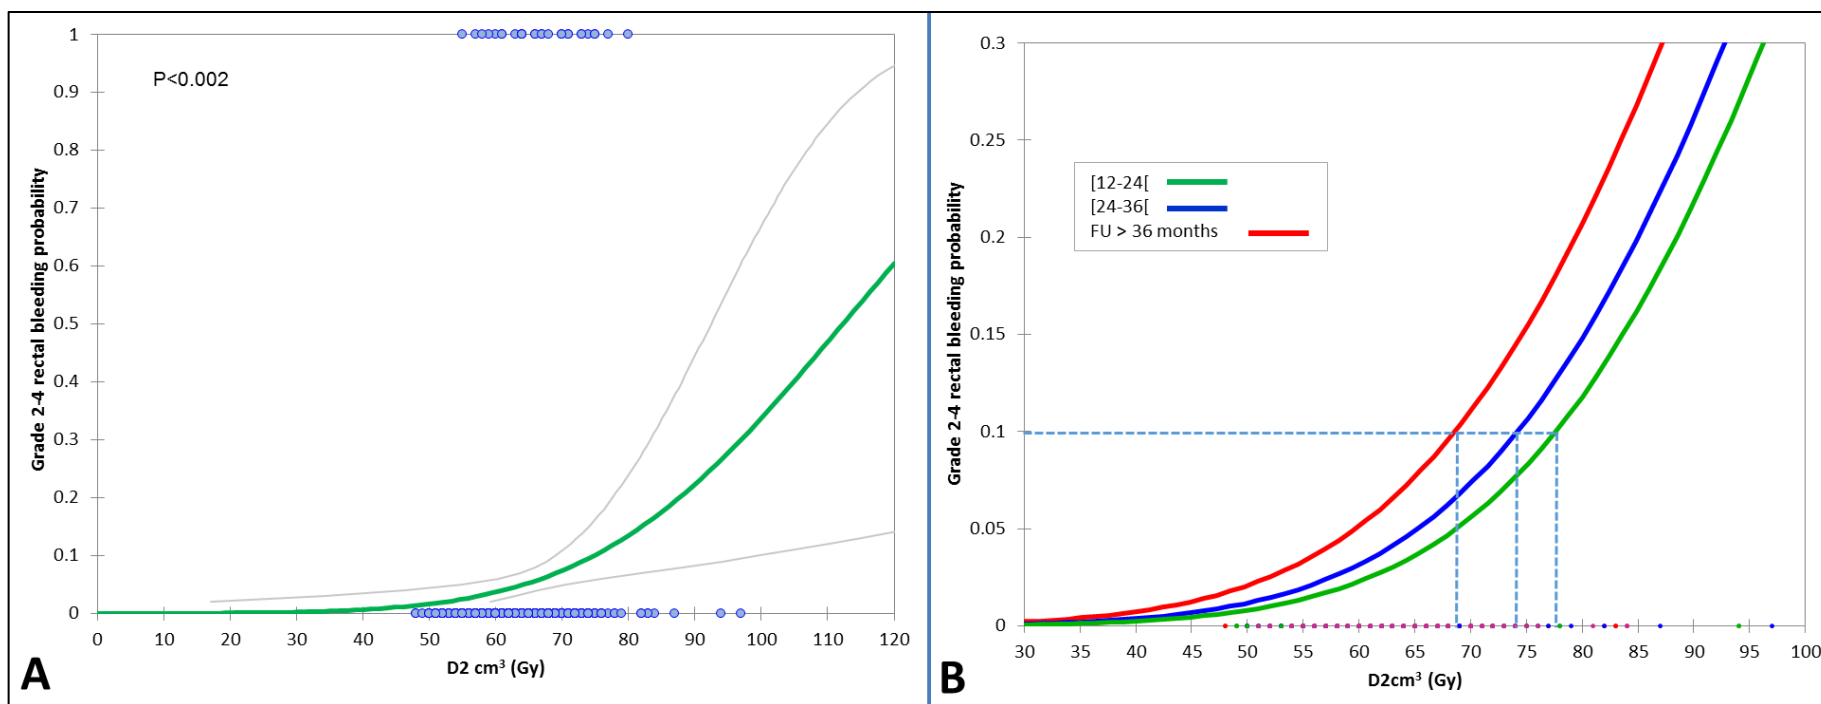 P<0.002
Grade 2-4 rectal bleeding probability
1
0.9
0.8
0.7
0.6
0.5
0.4
0.3
0.2
0.1
0
0 10 20 30 40 50 60 70 80 90 100 110 120
D2 cm³ (Gy)
A
Grade 2-4 rectal bleeding probability
0.3
0.25
0.2
0.15
0.1
0.05
0
[12-24[
[24-36[
FU > 36 months
30 35 40 45 50 55 60 65 70 75 80 85 90 95 100
D2cm³ (Gy)
B